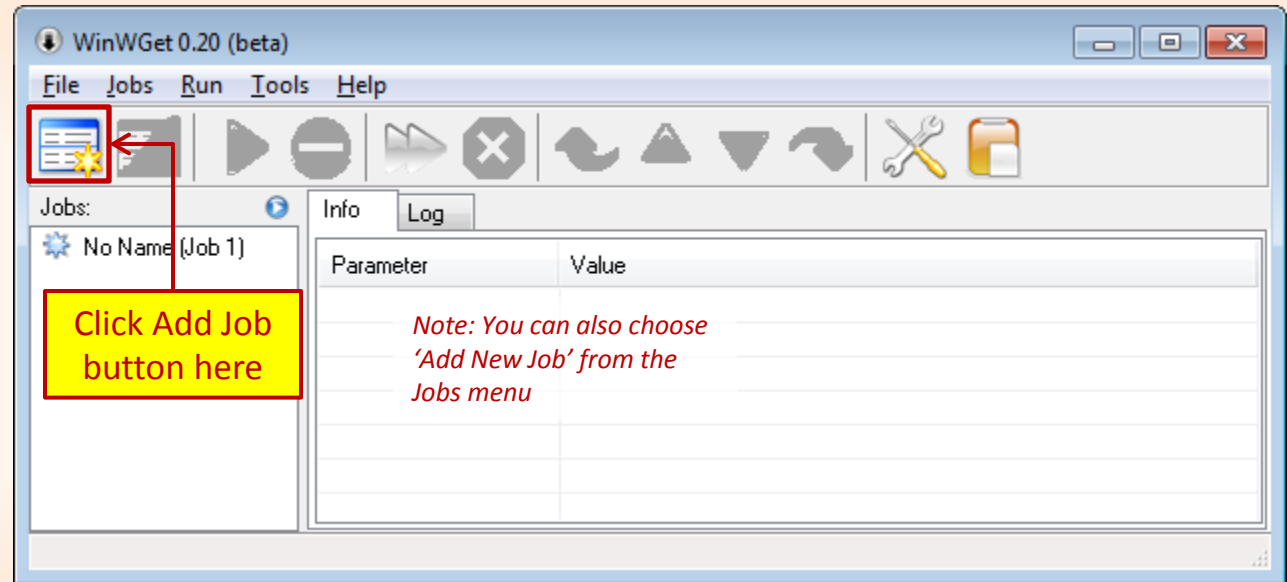 WinWGet 0.20 (beta)
File Jobs Run Tools Help
Jobs:
Info Log
No Name (Job 1)
Parameter Value
Click Add Job
button here
Note: You can also choose
‘Add New Job’ from the
Jobs menu